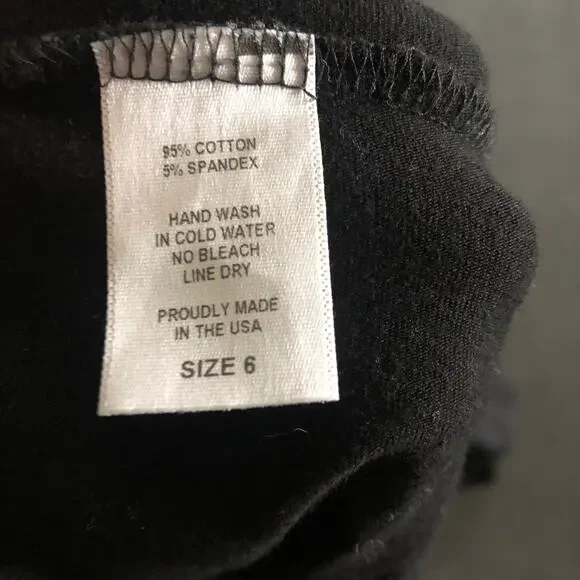 95% COTTON
5% SPANDEX
HAND WASH
IN COLD WATER
NO BLEACH
LINE DRY
PROUDLY MADE
IN THE USA
SIZE 6